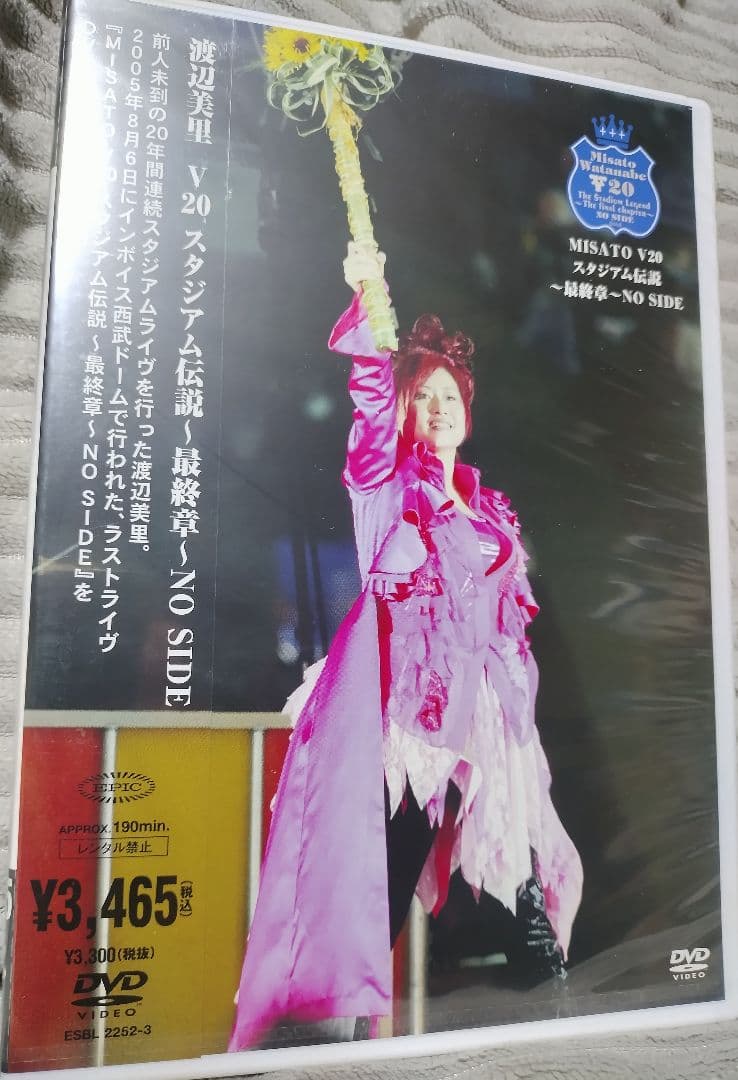 渡辺美里 V20 スタジアム伝説〜最終章〜NO SIDE
前人未到の20年間連続スタジアムライヴを行った渡辺美里。
2005年8月6日にインボイス西武ドームで行われた、ラストライヴ
『MISATO V20 スタジアム伝説〜最終章〜NO SIDE』を
Misato
Watanabe
V20
The Stadium Legend
~The final chapter~
NO SIDE
MISATO V20
スタジアム伝説
〜最終章〜NO SIDE
EPIC
APPROX.190min.
レンタル禁止
¥3,465(税込)
¥3,300(税抜)
DVD
VIDEO
ESBL 2252~3
DVD
VIDEO